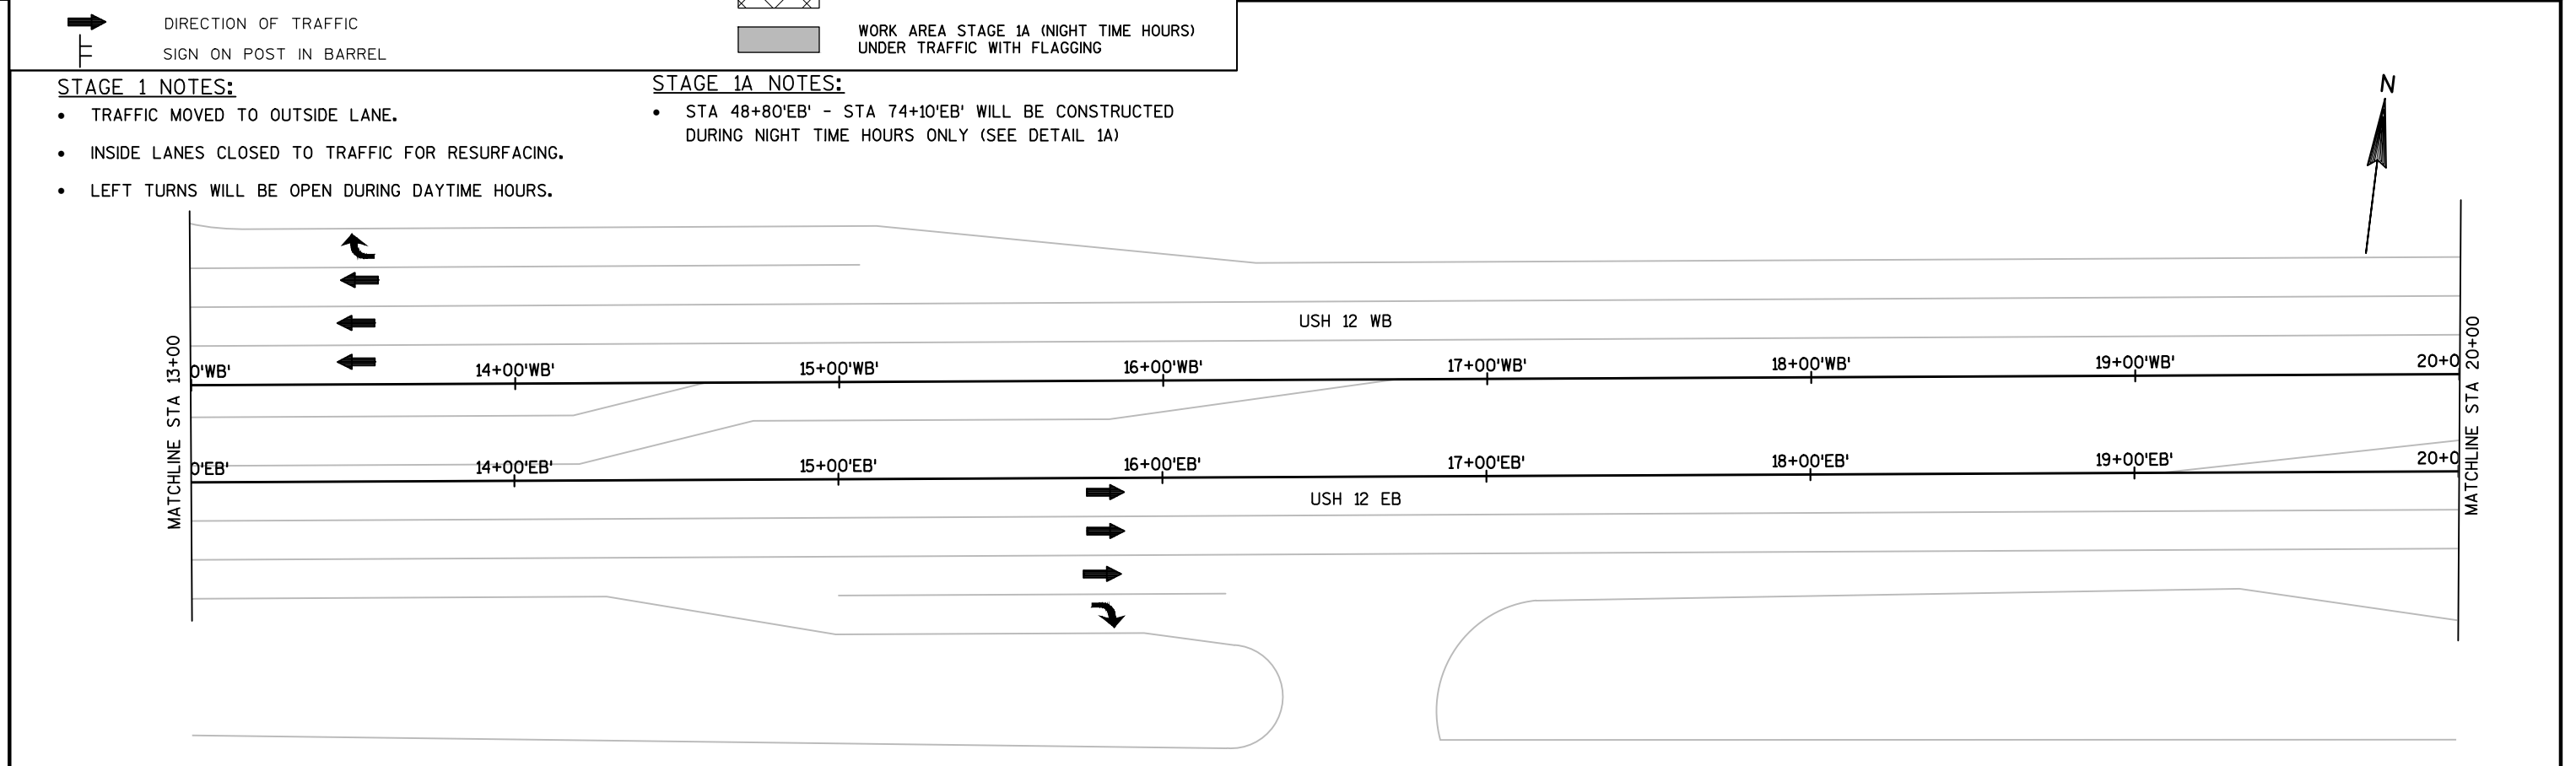 DIRECTION OF TRAFFIC
SIGN ON POST IN BARREL
WORK AREA STAGE 1A (NIGHT TIME HOURS)
UNDER TRAFFIC WITH FLAGGING
STAGE 1 NOTES:
• TRAFFIC MOVED TO OUTSIDE LANE.
• INSIDE LANES CLOSED TO TRAFFIC FOR RESURFACING.
• LEFT TURNS WILL BE OPEN DURING DAYTIME HOURS.
STAGE 1A NOTES:
• STA 48+80'EB' - STA 74+10'EB' WILL BE CONSTRUCTED
DURING NIGHT TIME HOURS ONLY (SEE DETAIL 1A)
N
MATCHLINE STA 13+00
USH 12 WB
0'WB'
14+00'WB'
15+00'WB'
16+00'WB'
17+00'WB'
18+00'WB'
19+00'WB'
20+0
0'EB'
14+00'EB'
15+00'EB'
16+00'EB'
17+00'EB'
18+00'EB'
19+00'EB'
20+0
USH 12 EB
MATCHLINE STA 20+00